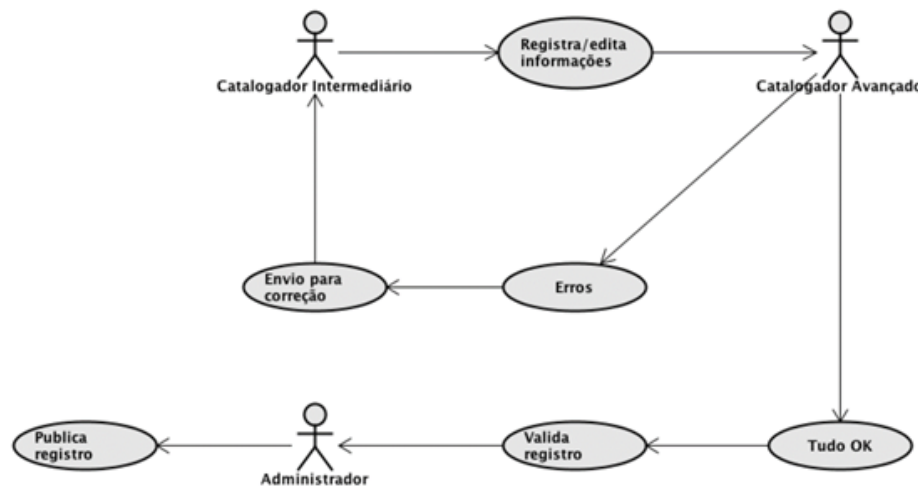 Registra/edita
informações
Catalogador Intermediário
Catalogador Avançado
Envio para
correção
Erros
Publica
registro
Valida
registro
Tudo OK
Administrador